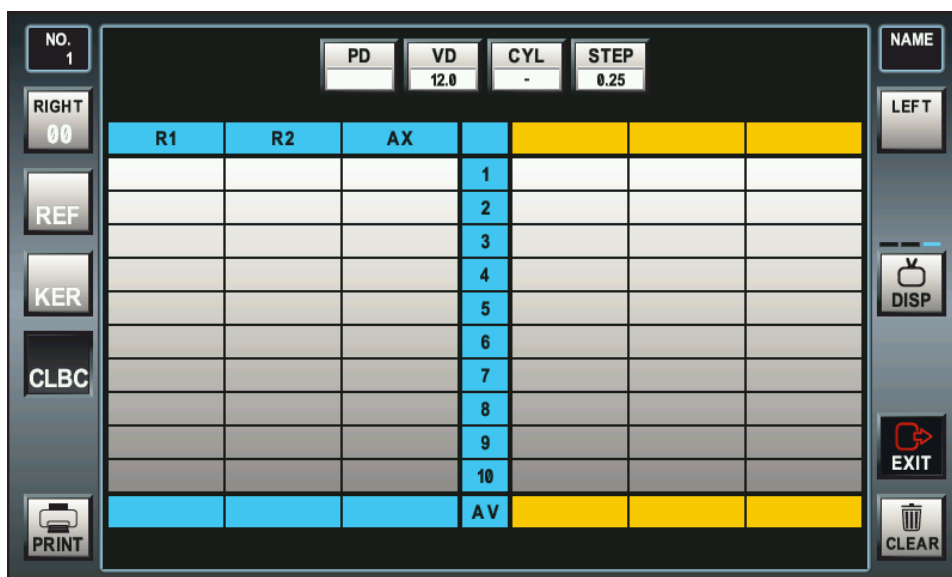 NO.
1
PD
VD
12.0
CYL
-
STEP
0.25
NAME
RIGHT
00
LEFT
REF
KER
CLBC
PRINT
R1 R2 AX
1
2
3
4
5
6
7
8
9
10
AV
DISP
EXIT
CLEAR